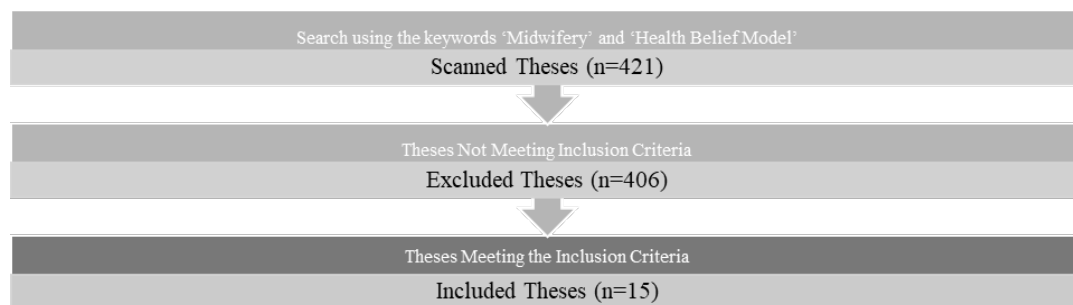 Search using the keywords ‘Midwifery’ and ‘Health Belief Model’
Scanned Theses (n=421)
Theses Not Meeting Inclusion Criteria
Excluded Theses (n=406)
Theses Meeting the Inclusion Criteria
Included Theses (n=15)